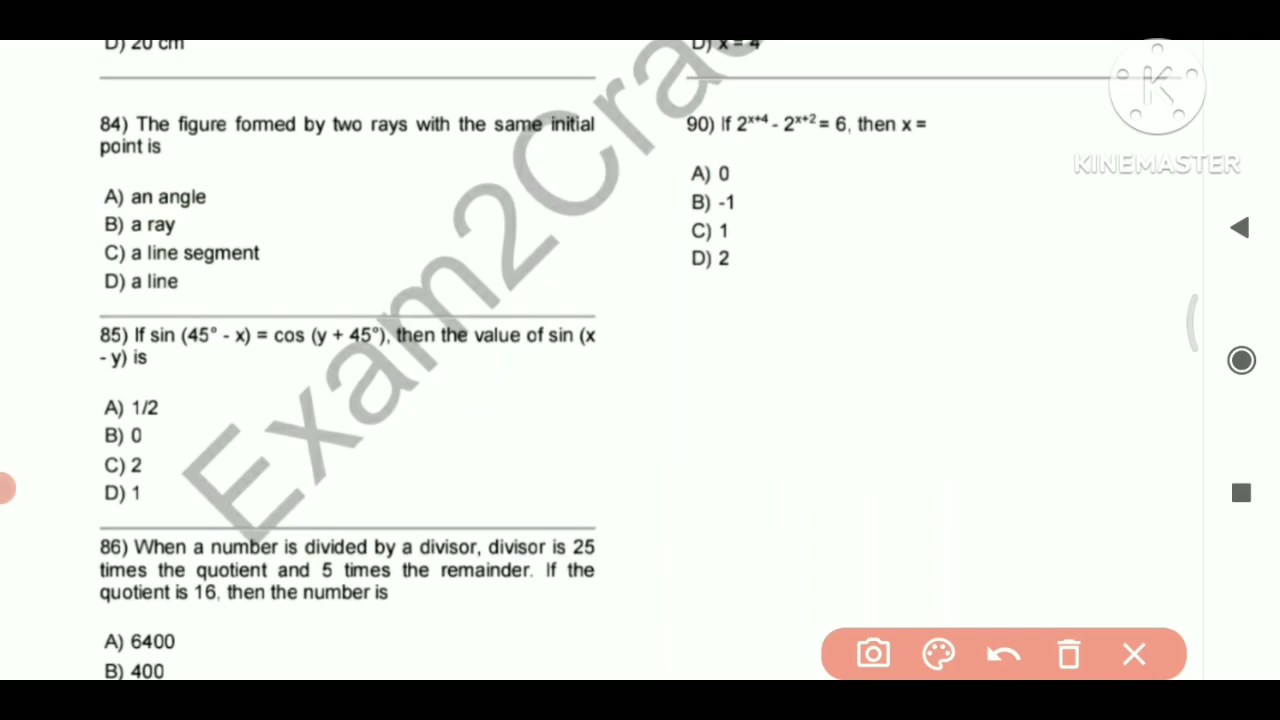 D) 20 cm
84) The figure formed by two rays with the same initial
point is
A) an angle
B) a ray
C) a line segment
D) a line
85) If sin (45° - x) = cos (y + 45°), then the value of sin (x
- y) is
A) 1/2
B) 0
C) 2
D) 1
86) When a number is divided by a divisor, divisor is 25
times the quotient and 5 times the remainder. If the
quotient is 16, then the number is
A) 6400
B) 400
D) x = 4
90) If 2ˣ⁺⁴ - 2ˣ⁺² = 6, then x =
A) 0
B) -1
C) 1
D) 2
Exam2Crac
KINEMASTER